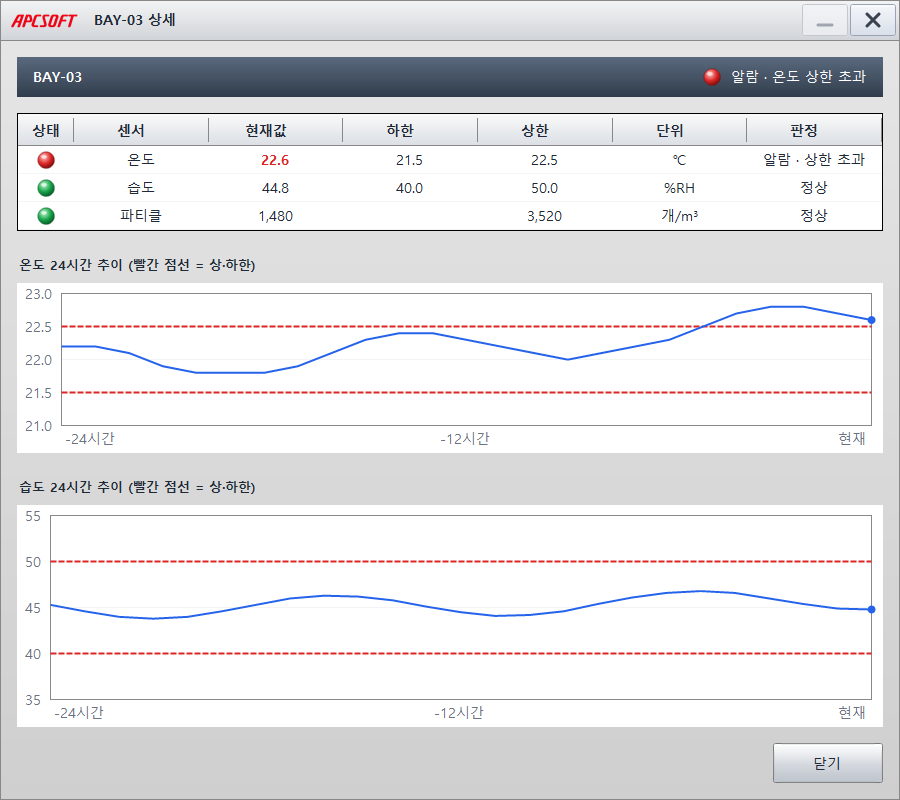 APCSOFT BAY-03 상세
BAY-03 알람 · 온도 상한 초과
상태 센서 현재값 하한 상한 단위 판정
온도 22.6 21.5 22.5 ℃ 알람 · 상한 초과
습도 44.8 40.0 50.0 %RH 정상
파티클 1,480 3,520 개/m³ 정상
온도 24시간 추이 (빨간 점선 = 상·하한)
23.0
22.5
22.0
21.5
21.0
-24시간 -12시간 현재
습도 24시간 추이 (빨간 점선 = 상·하한)
55
50
45
40
35
-24시간 -12시간 현재
닫기